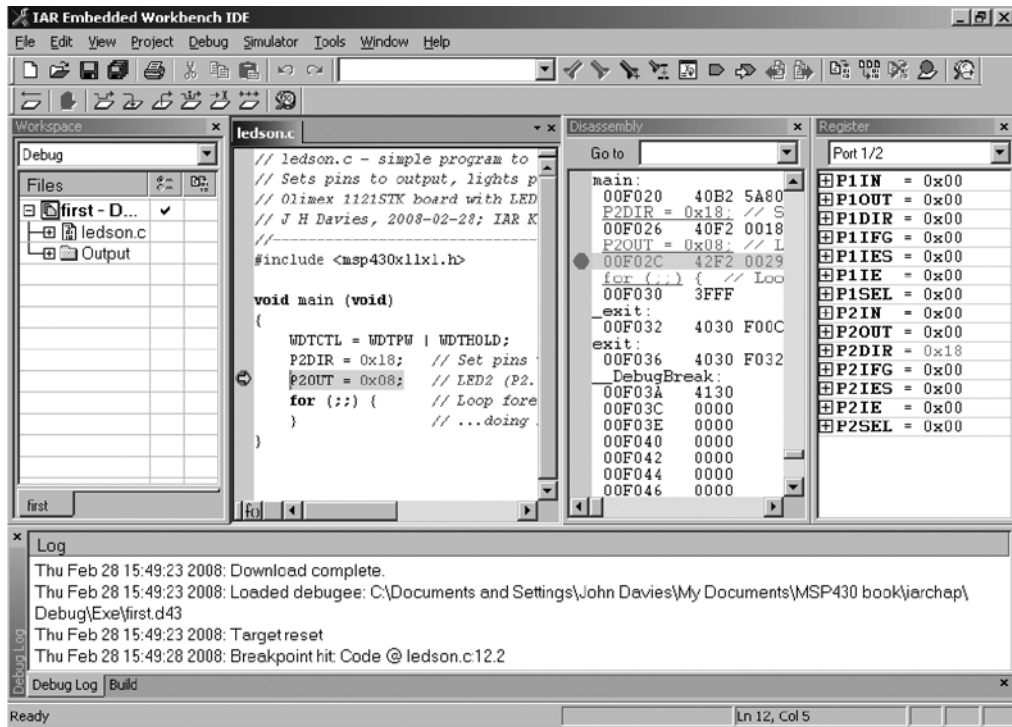 IAR Embedded Workbench IDE
File Edit View Project Debug Simulator Tools Window Help
Workspace
Debug
Files
first - D...
ledson.c
Output
first
ledson.c
// ledson.c - simple program to
// Sets pins to output, lights p
// Olimex 1121STK board with LED
// J H Davies, 2008-02-28; IAR K
//--------------------------------
#include <msp430x11x1.h>
void main (void)
{
WDTCTL = WDTPW | WDTHOLD;
P2DIR = 0x18; // Set pins
P2OUT = 0x08; // LED2 (P2.
for (;;) { // Loop fore
} // ...doing
}
Disassembly
Go to
main:
00F020 40B2 5A80
P2DIR = 0x18; // S
00F026 40F2 0018
P2OUT = 0x08; // L
00F02C 42F2 0029
for (;;) { // Loo
00F030 3FFF
_exit:
00F032 4030 F00C
exit:
00F036 4030 F032
__DebugBreak:
00F03A 4130
00F03C 0000
00F03E 0000
00F040 0000
00F042 0000
00F044 0000
00F046 0000
Register
Port 1/2
P1IN = 0x00
P1OUT = 0x00
P1DIR = 0x00
P1IFG = 0x00
P1IES = 0x00
P1IE = 0x00
P1SEL = 0x00
P2IN = 0x00
P2OUT = 0x00
P2DIR = 0x18
P2IFG = 0x00
P2IES = 0x00
P2IE = 0x00
P2SEL = 0x00
Log
Thu Feb 28 15:49:23 2008: Download complete.
Thu Feb 28 15:49:23 2008: Loaded debugee: C:\Documents and Settings\John Davies\My Documents\MSP430 book\iarchap\
Debug\Exe\first.d43
Thu Feb 28 15:49:23 2008: Target reset
Thu Feb 28 15:49:28 2008: Breakpoint hit: Code @ ledson.c:12.2
Debug Log
Debug Log Build
Ready
Ln 12, Col 5